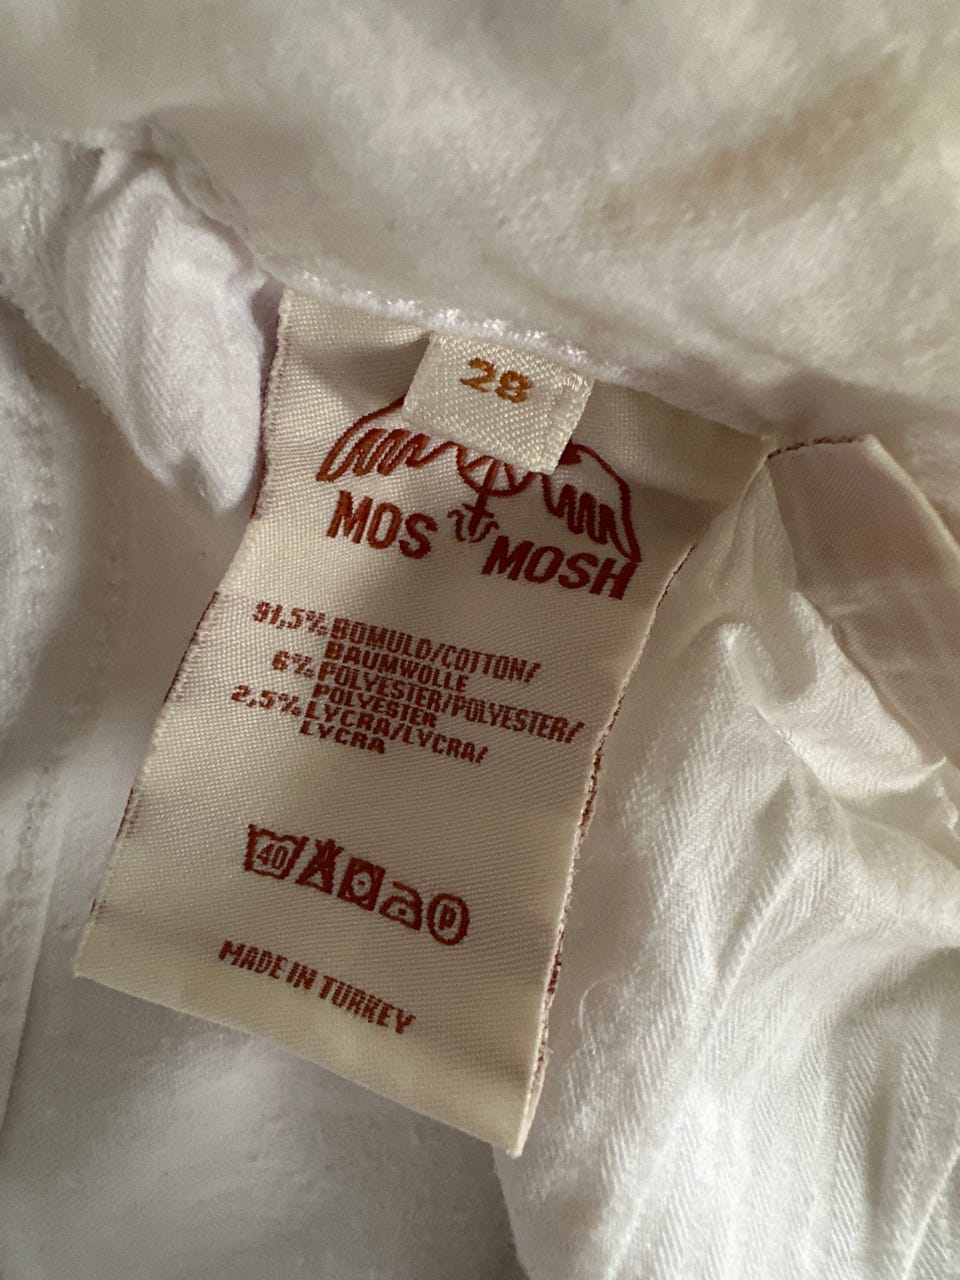 28
MOS
MOSH
91,5% BOMULD/COTTON/
BAUMWOLLE
6% POLYESTER/POLYESTER/
POLYESTER
2,5% LYCRA/LYCRA/
LYCRA
40 a P
MADE IN TURKEY